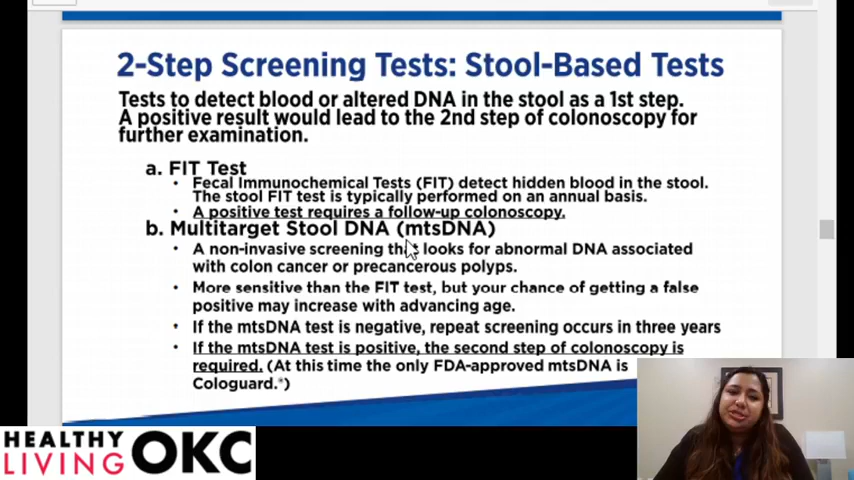 2-Step Screening Tests: Stool-Based Tests
Tests to detect blood or altered DNA in the stool as a 1st step.
A positive result would lead to the 2nd step of colonoscopy for
further examination.
a. FIT Test
• Fecal Immunochemical Tests (FIT) detect hidden blood in the stool.
The stool FIT test is typically performed on an annual basis.
• A positive test requires a follow-up colonoscopy.
b. Multitarget Stool DNA (mtsDNA)
• A non-invasive screening that looks for abnormal DNA associated
with colon cancer or precancerous polyps.
• More sensitive than the FIT test, but your chance of getting a false
positive may increase with advancing age.
• If the mtsDNA test is negative, repeat screening occurs in three years
• If the mtsDNA test is positive, the second step of colonoscopy is
required. (At this time the only FDA-approved mtsDNA is
Cologuard.®)
HEALTHY
LIVING OKC